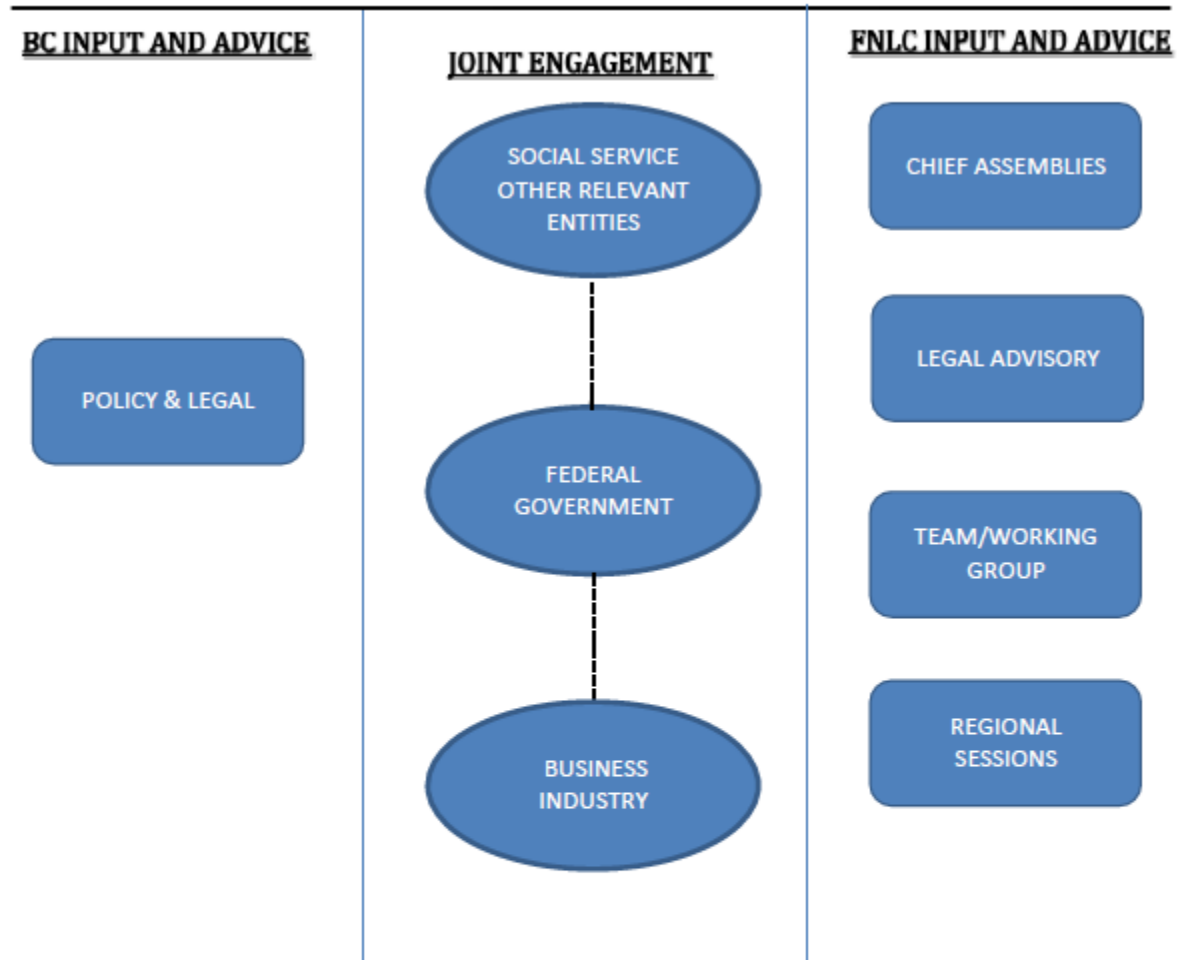 BC INPUT AND ADVICE
POLICY & LEGAL
JOINT ENGAGEMENT
SOCIAL SERVICE
OTHER RELEVANT
ENTITIES
FEDERAL
GOVERNMENT
BUSINESS
INDUSTRY
FNLC INPUT AND ADVICE
CHIEF ASSEMBLIES
LEGAL ADVISORY
TEAM/WORKING
GROUP
REGIONAL
SESSIONS